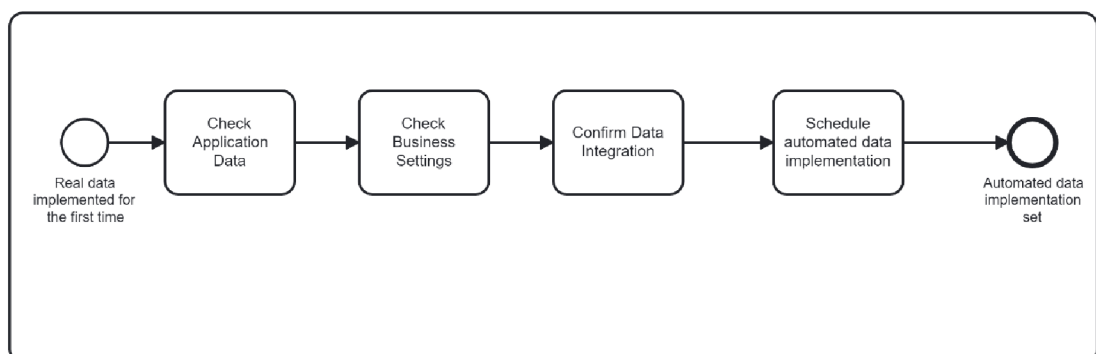 Real data
implemented for
the first time
Check
Application
Data
Check
Business
Settings
Confirm Data
Integration
Schedule
automated data
implementation
Automated data
implementation
set